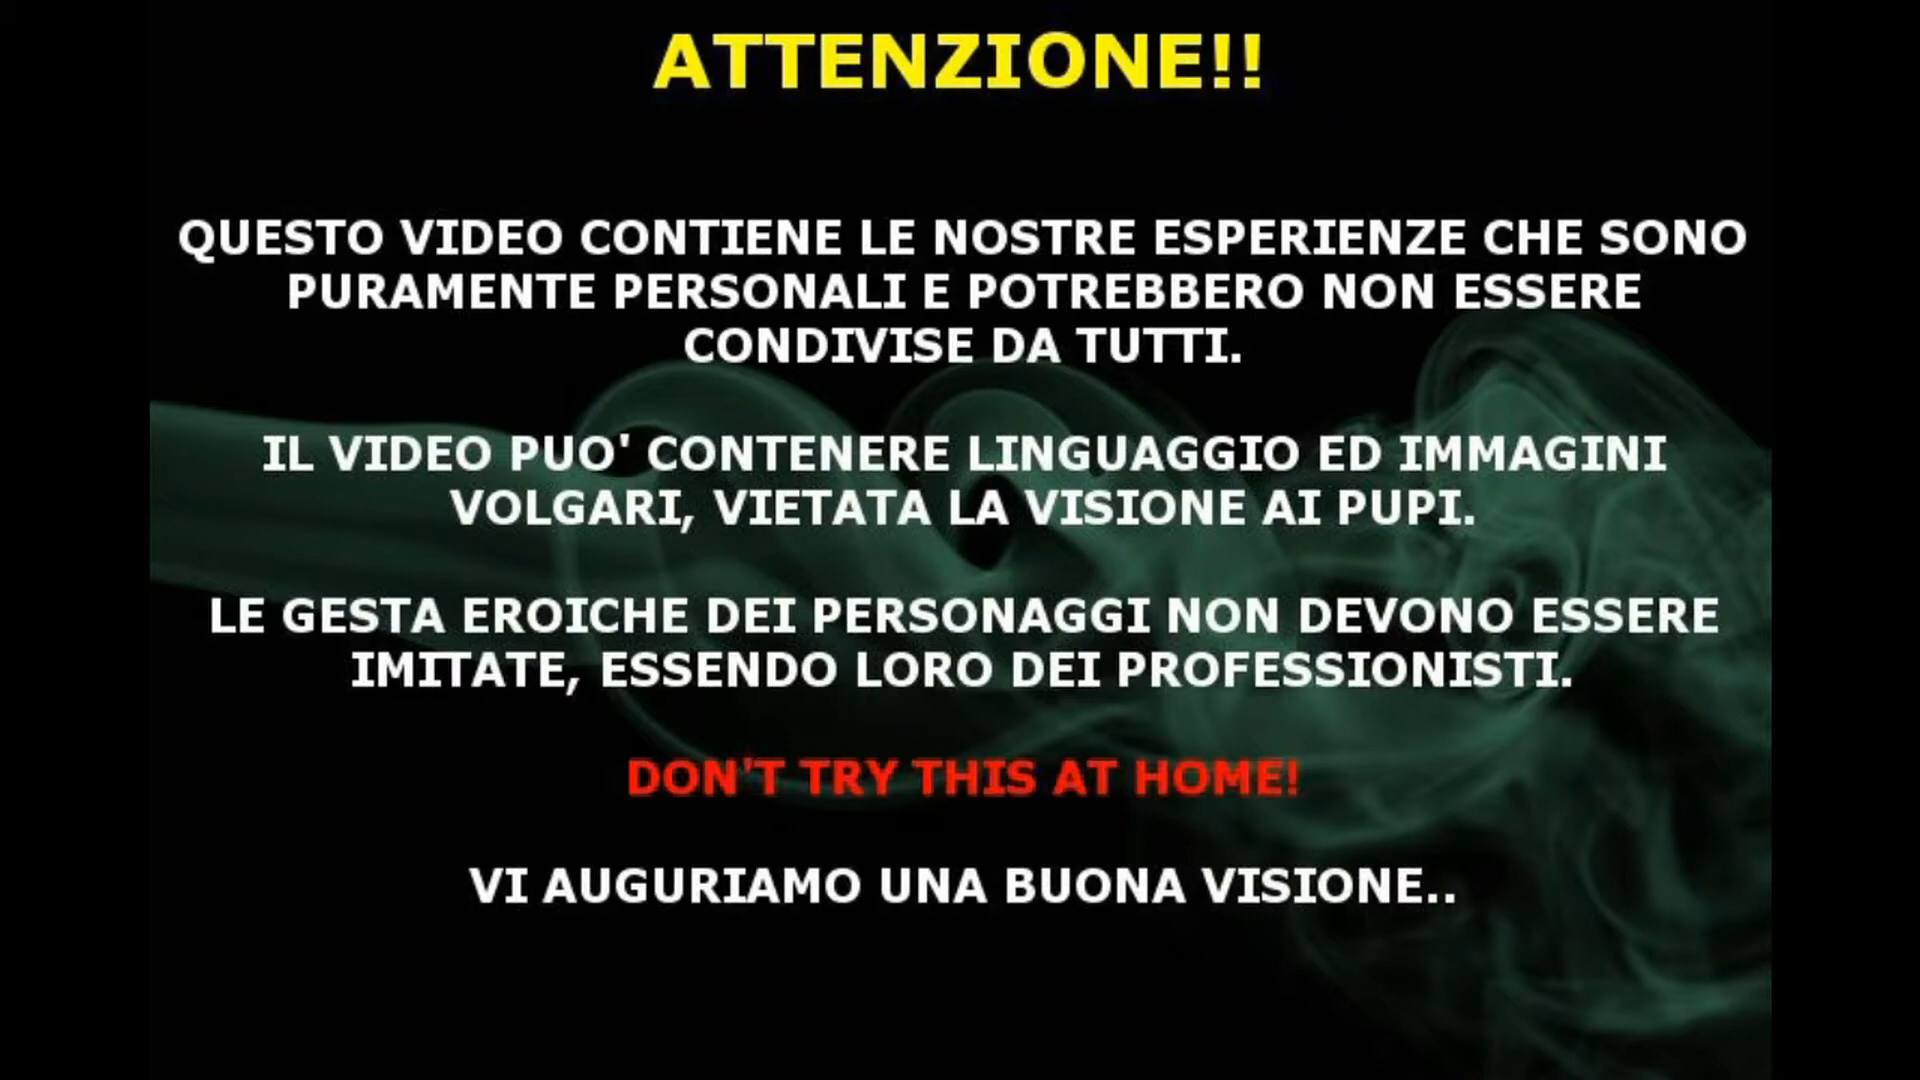 ATTENZIONE!!
QUESTO VIDEO CONTIENE LE NOSTRE ESPERIENZE CHE SONO
PURAMENTE PERSONALI E POTREBBERO NON ESSERE
CONDIVISE DA TUTTI.
IL VIDEO PUO' CONTENERE LINGUAGGIO ED IMMAGINI
VOLGARI, VIETATA LA VISIONE AI PUPI.
LE GESTA EROICHE DEI PERSONAGGI NON DEVONO ESSERE
IMITATE, ESSENDO LORO DEI PROFESSIONISTI.
DON'T TRY THIS AT HOME!
VI AUGURIAMO UNA BUONA VISIONE..